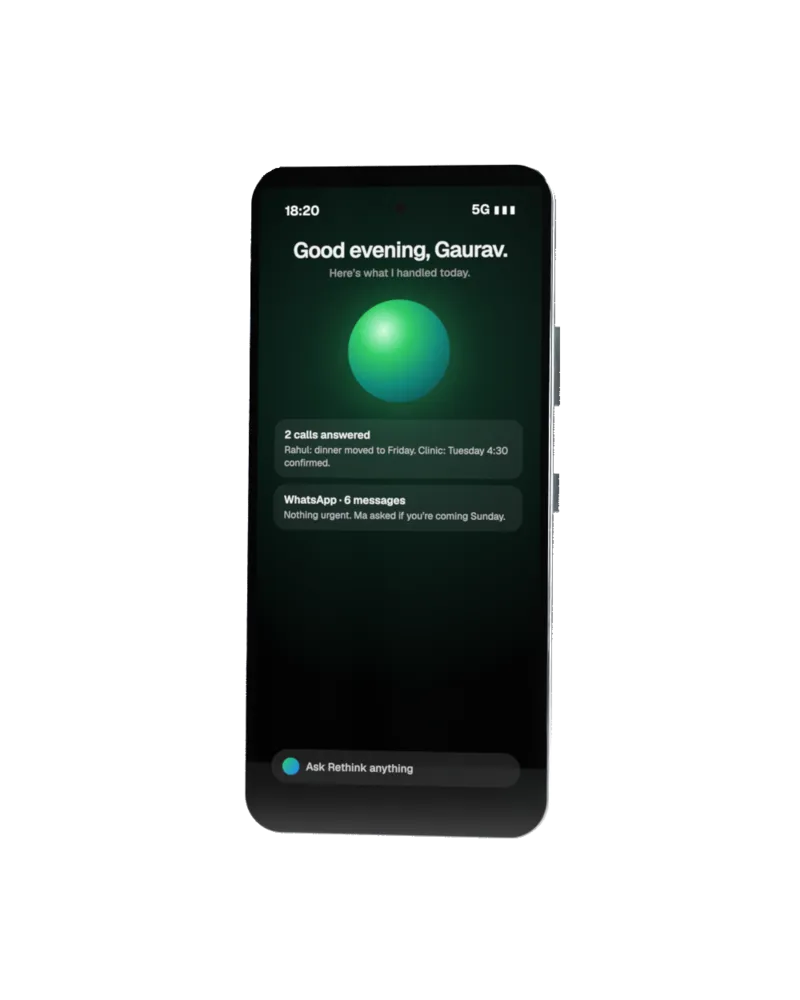 18:20
5G
Good evening, Gaurav.
Here's what I handled today.
2 calls answered
Rahul: dinner moved to Friday. Clinic: Tuesday 4:30
confirmed.
WhatsApp · 6 messages
Nothing urgent. Ma asked if you're coming Sunday.
Ask Rethink anything